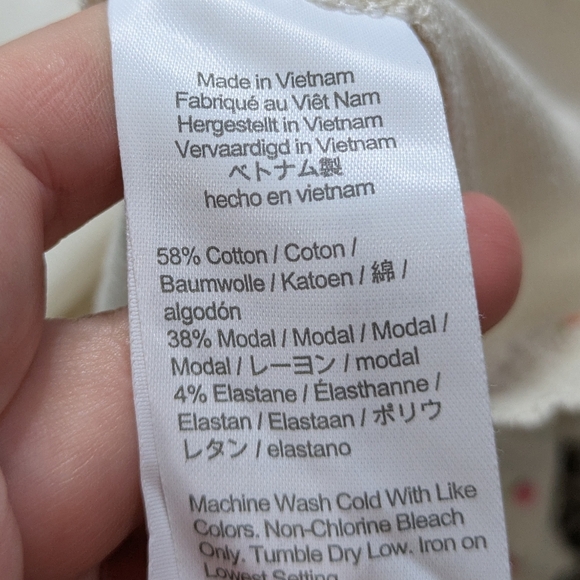 Made in Vietnam
Fabriqué au Viêt Nam
Hergestellt in Vietnam
Vervaardigd in Vietnam
ベトナム製
hecho en vietnam
58% Cotton / Coton /
Baumwolle / Katoen / 綿 /
algodón
38% Modal / Modal / Modal /
Modal / レーヨン / modal
4% Elastane / Élasthanne /
Elastan / Elastaan / ポリウ
レタン / elastano
Machine Wash Cold With Like
Colors. Non-Chlorine Bleach
Only. Tumble Dry Low. Iron on
Lowest Setting